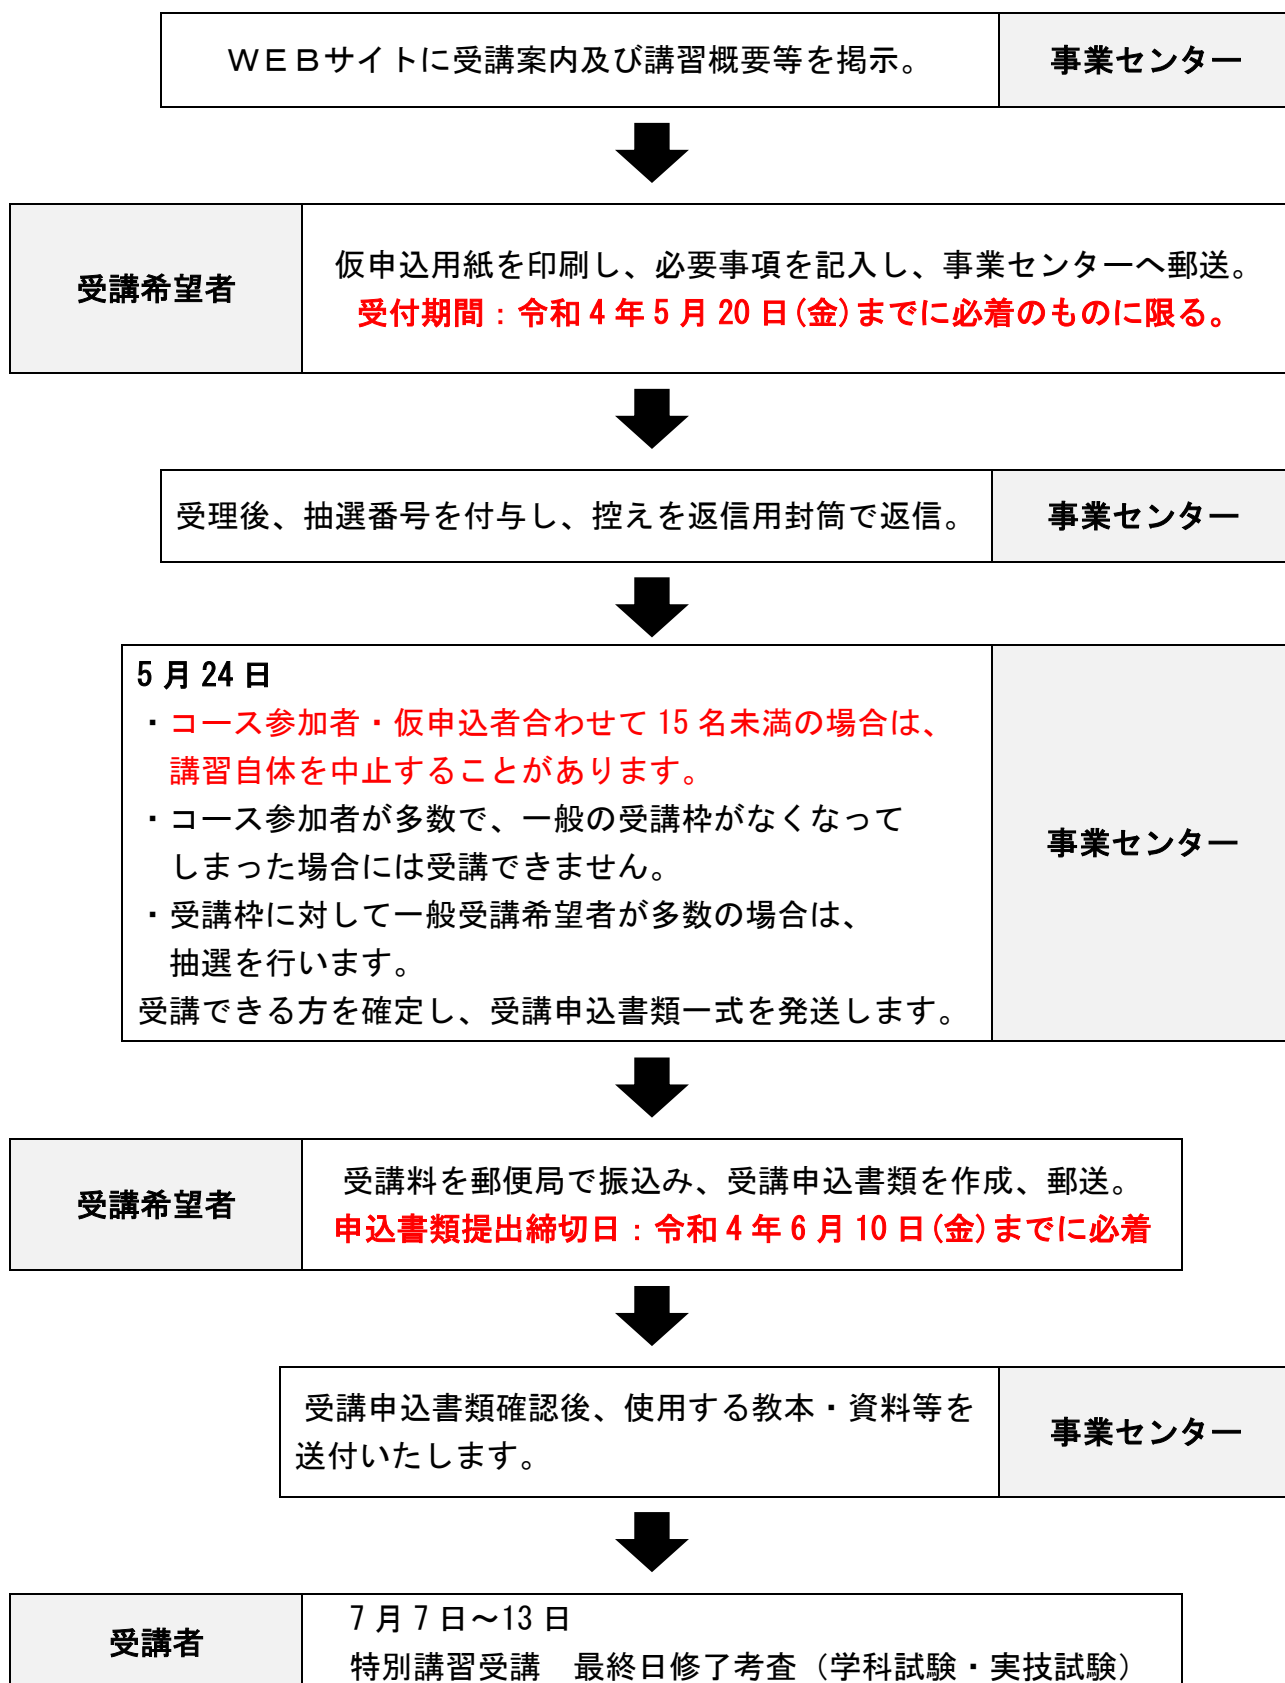 ＷＥＢサイトに受講案内及び講習概要等を掲示。
事業センター
受講希望者
仮申込用紙を印刷し、必要事項を記入し、事業センターへ郵送。
受付期間：令和4年5月20日(金)までに必着のものに限る。
受理後、抽選番号を付与し、控えを返信用封筒で返信。
事業センター
5月24日
・コース参加者・仮申込者合わせて15名未満の場合は、
講習自体を中止することがあります。
・コース参加者が多数で、一般の受講枠がなくなって
しまった場合には受講できません。
・受講枠に対して一般受講希望者が多数の場合は、
抽選を行います。
受講できる方を確定し、受講申込書類一式を発送します。
事業センター
受講希望者
受講料を郵便局で振込み、受講申込書類を作成、郵送。
申込書類提出締切日：令和4年6月10日(金)までに必着
受講申込書類確認後、使用する教本・資料等を
送付いたします。
事業センター
受講者
7月7日～13日
特別講習受講　最終日修了考査（学科試験・実技試験）